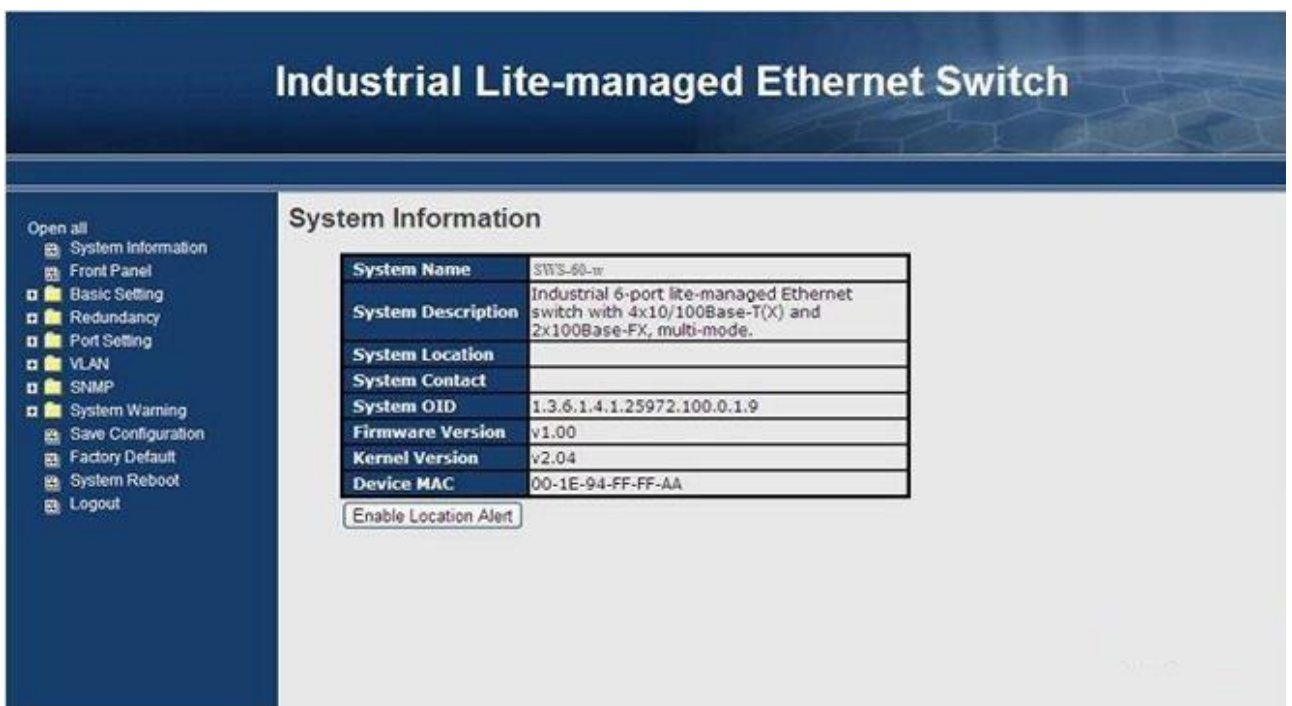 Industrial Lite-managed Ethernet Switch
Open all
System Information
Front Panel
Basic Setting
Redundancy
Port Setting
VLAN
SNMP
System Warning
Save Configuration
Factory Default
System Reboot
Logout
System Information
System Name SWS-60-w
System Description Industrial 6-port lite-managed Ethernet
switch with 4x10/100Base-T(X) and
2x100Base-FX, multi-mode.
System Location
System Contact
System OID 1.3.6.1.4.1.25972.100.0.1.9
Firmware Version v1.00
Kernel Version v2.04
Device MAC 00-1E-94-FF-FF-AA
Enable Location Alert